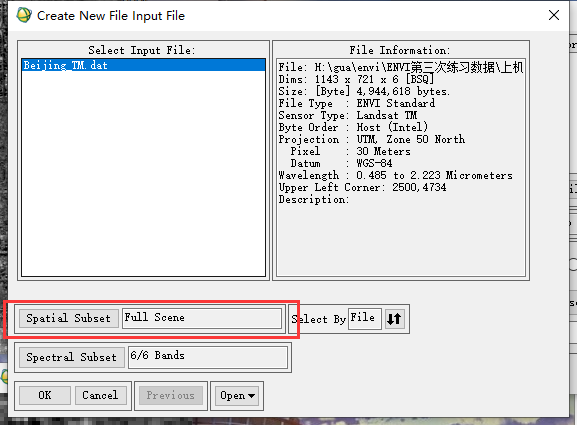 Create New File Input File
Select Input File:
Beijing_TM.dat
File Information:
File: H:\gua\envi\ENVI第三次练习数据\上机
Dims: 1143 x 721 x 6 [BSQ]
Size: [Byte] 4,944,618 bytes.
File Type : ENVI Standard
Sensor Type: Landsat TM
Byte Order : Host (Intel)
Projection : UTM, Zone 50 North
Pixel : 30 Meters
Datum : WGS-84
Wavelength : 0.485 to 2.223 Micrometers
Upper Left Corner: 2500,4734
Description:
Spatial Subset Full Scene Select By File
Spectral Subset 6/6 Bands
OK Cancel Previous Open